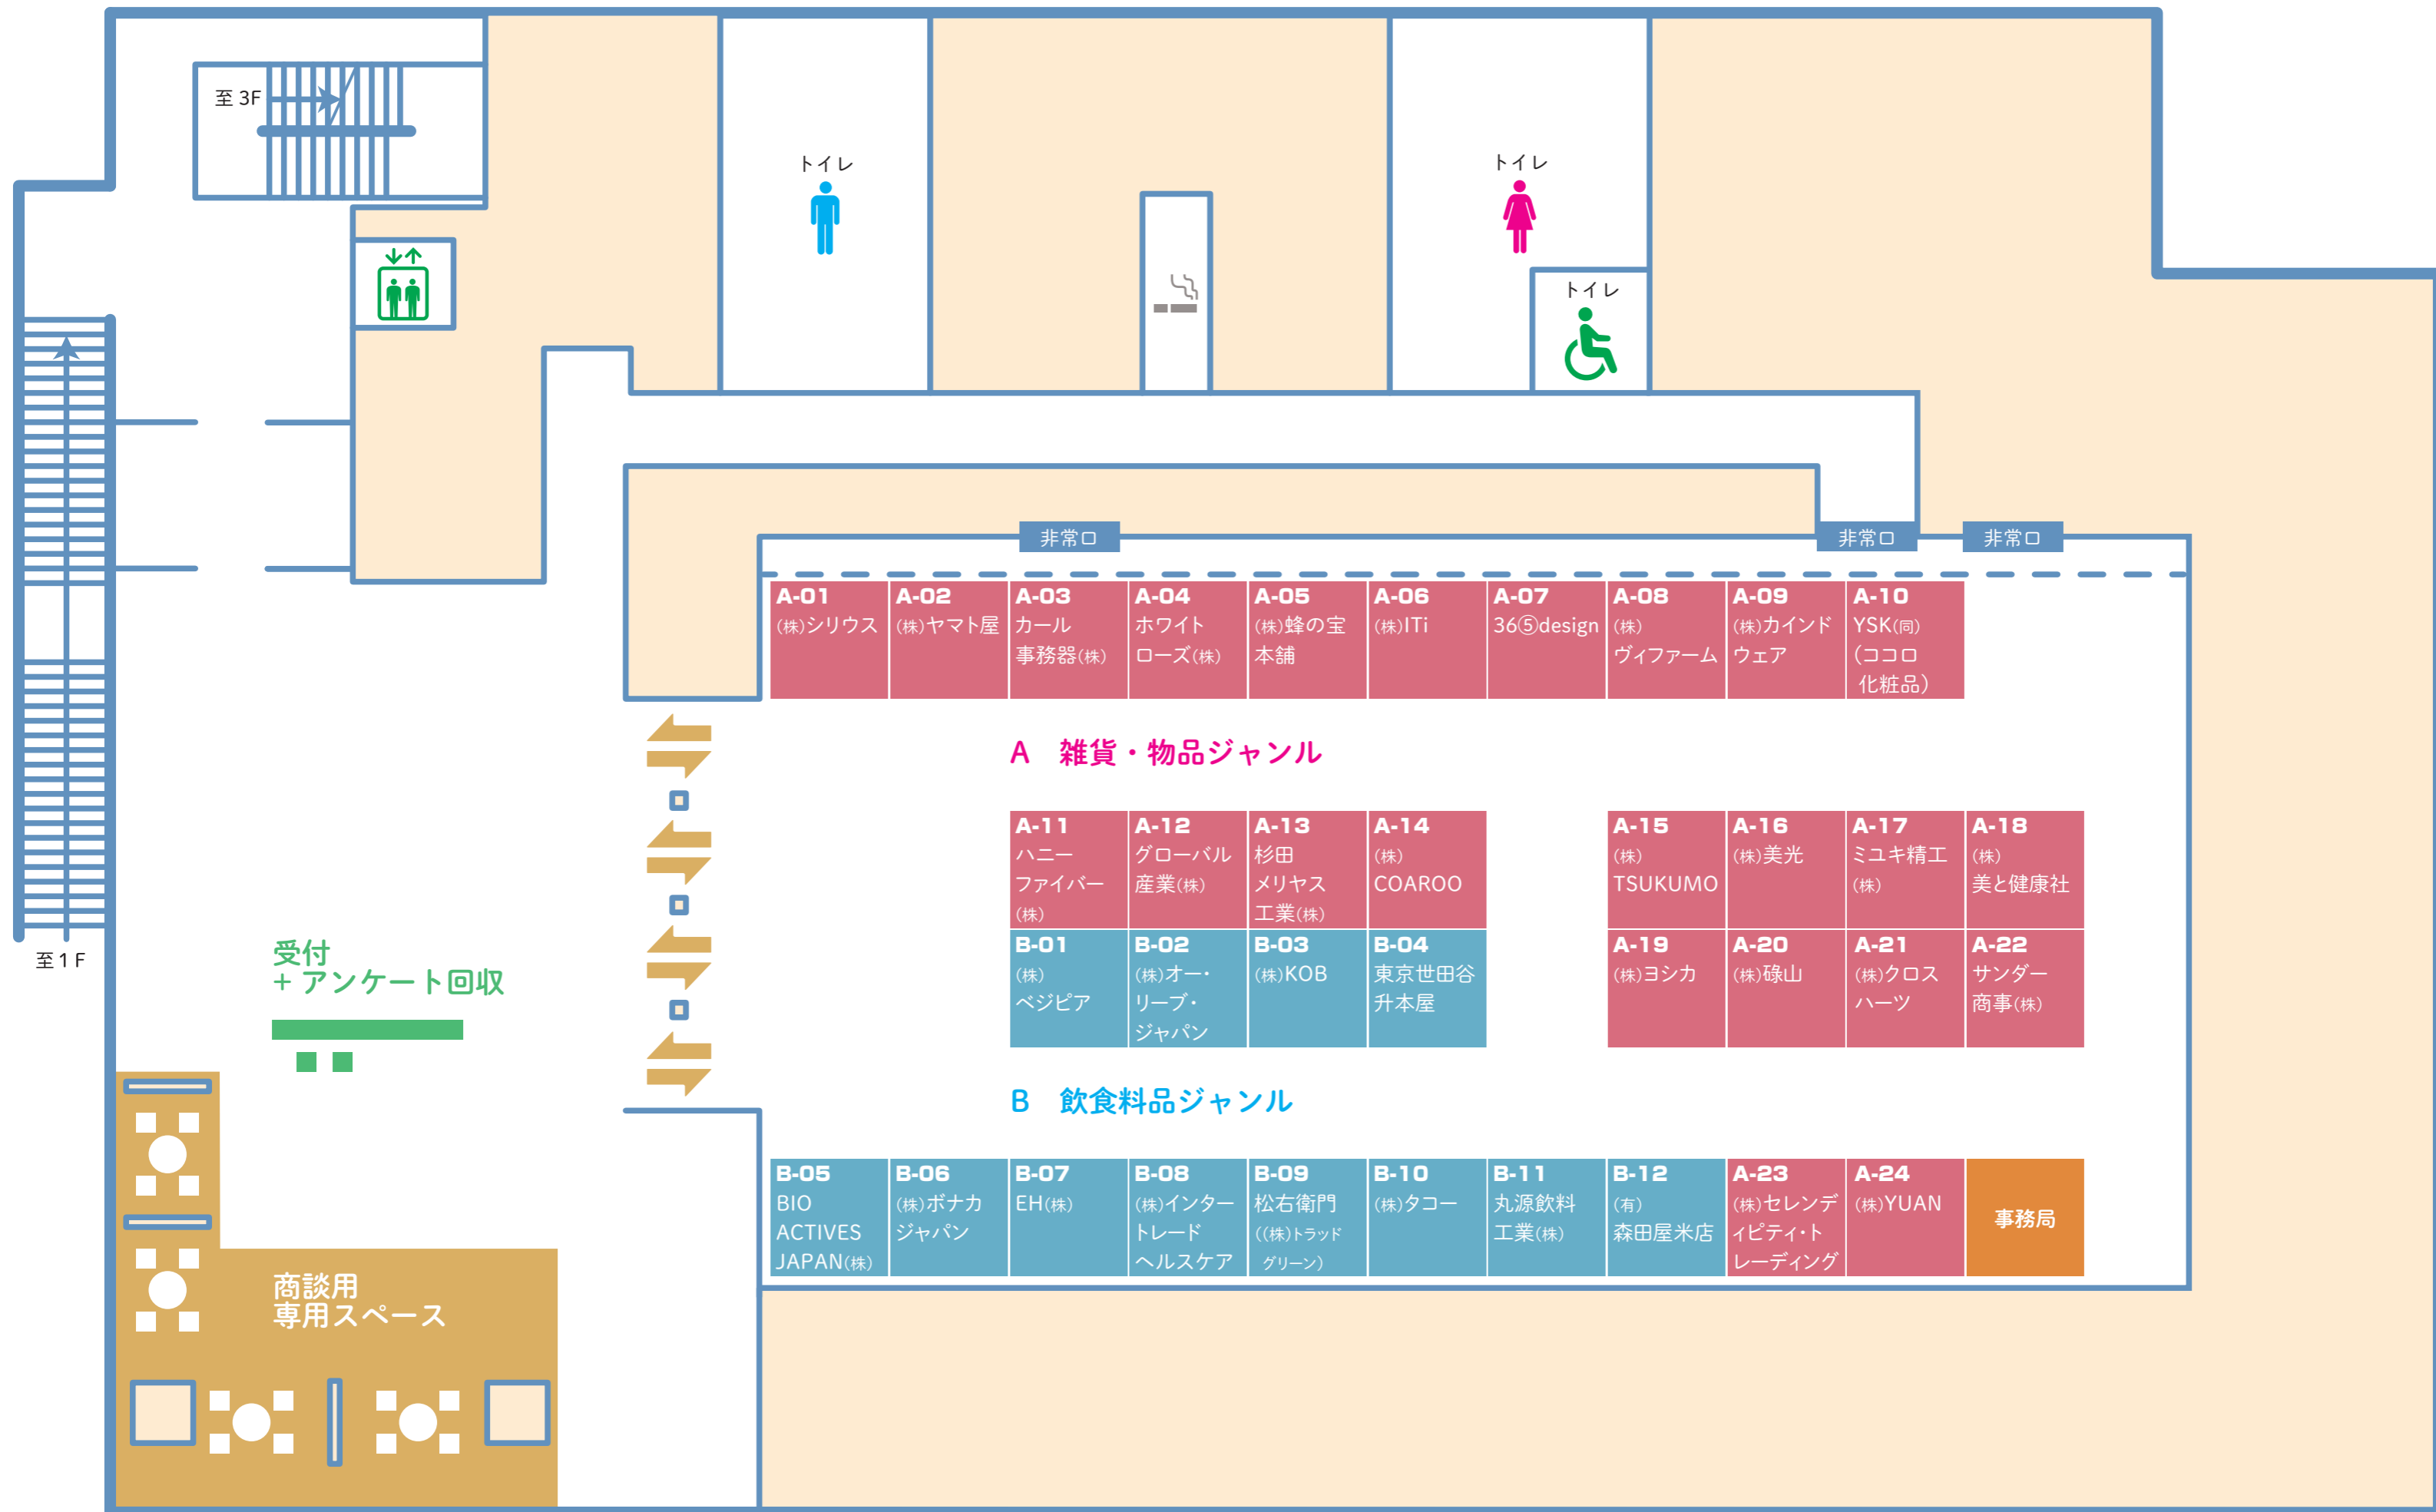 至 3F
トイレ
トイレ
トイレ
非常口
非常口
非常口
A-01
(株)シリウス
A-02
(株)ヤマト屋
A-03
カール
事務器(株)
A-04
ホワイト
ローズ(株)
A-05
(株)蜂の宝
本舗
A-06
(株)ITi
A-07
36⑤design
A-08
(株)
ヴィファーム
A-09
(株)カインド
ウェア
A-10
YSK(同)
(ココロ
化粧品)
A 雑貨・物品ジャンル
A-11
ハニー
ファイバー
(株)
A-12
グローバル
産業(株)
A-13
杉田
メリヤス
工業(株)
A-14
(株)
COAROO
A-15
(株)
TSUKUMO
A-16
(株)美光
A-17
ミユキ精工
(株)
A-18
(株)
美と健康社
B-01
(株)
ベジピア
B-02
(株)オー・
リーブ・
ジャパン
B-03
(株)KOB
B-04
東京世田谷
升本屋
A-19
(株)ヨシカ
A-20
(株)碌山
A-21
(株)クロス
ハーツ
A-22
サンダー
商事(株)
至 1 F
受付
+ アンケート回収
B 飲食料品ジャンル
B-05
BIO
ACTIVES
JAPAN(株)
B-06
(株)ボナカ
ジャパン
B-07
EH(株)
B-08
(株)インター
トレード
ヘルスケア
B-09
松右衛門
((株)トラッド
グリーン)
B-10
(株)タコー
B-11
丸源飲料
工業(株)
B-12
(有)
森田屋米店
A-23
(株)セレンデ
ィピティ・ト
レーディング
A-24
(株)YUAN
事務局
商談用
専用スペース